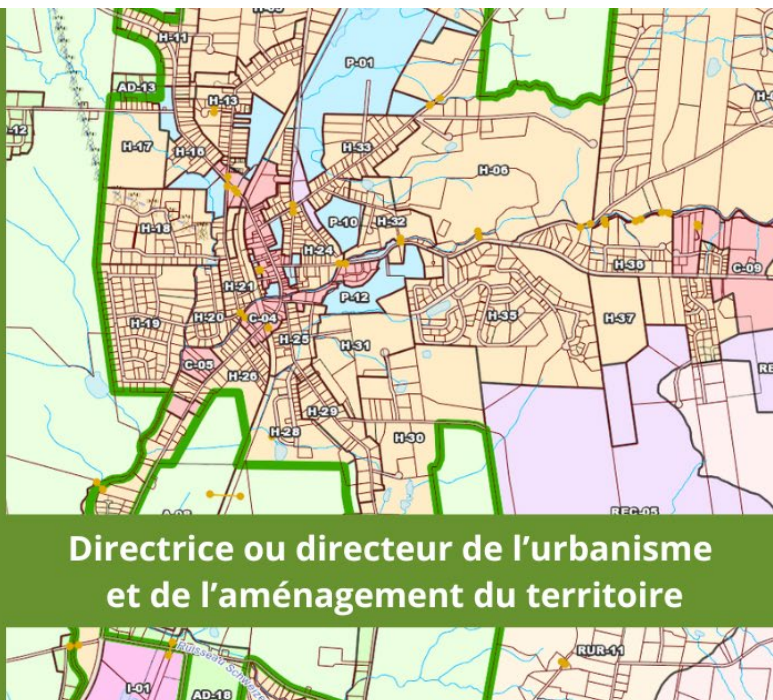 H-11
P-01
AD-13
H-13
H-17
H-16
H-33
H-06
P-10
H-32
H-18
H-24
H-36
C-09
H-21
P-12
H-19
H-20
C-04
H-35
H-37
H-25
H-31
C-05
H-26
H-29
H-28
H-30
REC-05
Directrice ou directeur de l’urbanisme
et de l’aménagement du territoire
Ruisseau
RUR-11
I-01
AD-18